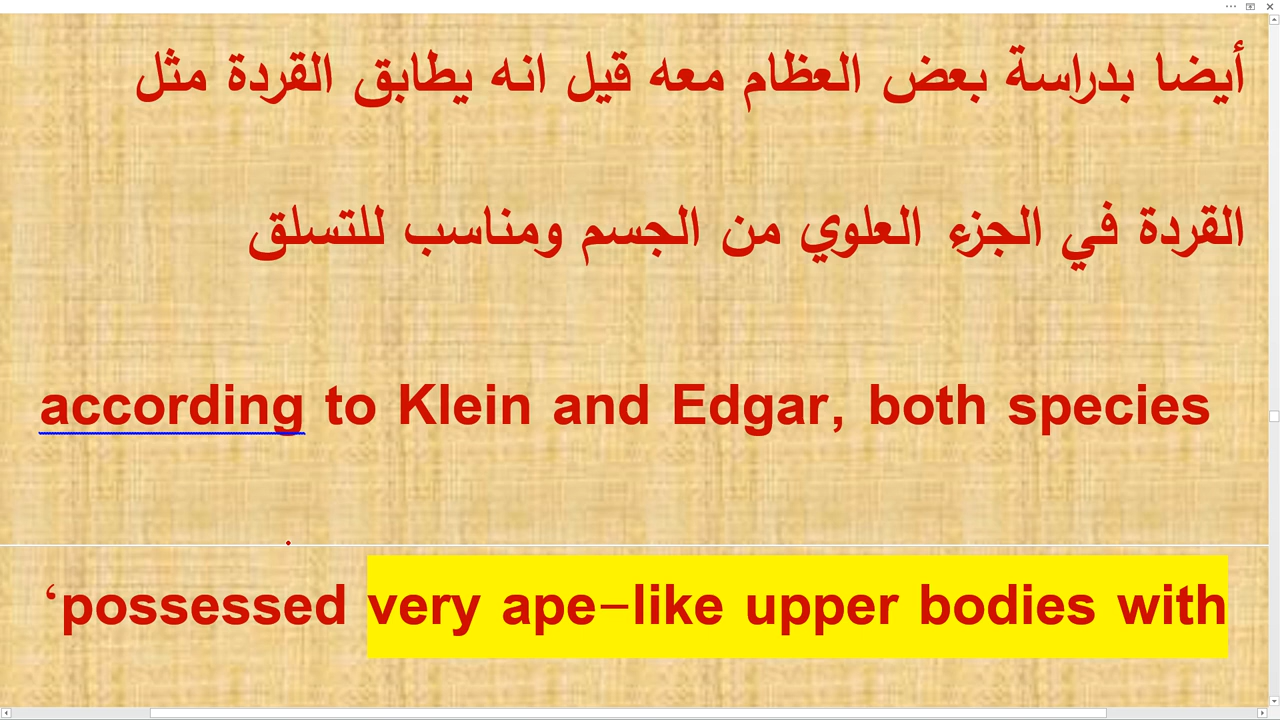 أيضا بدراسة بعض العظام معه قيل انه يطابق القردة مثل
القردة في الجزء العلوي من الجسم ومناسب للتسلق
according to Klein and Edgar, both species
‘possessed very ape–like upper bodies with